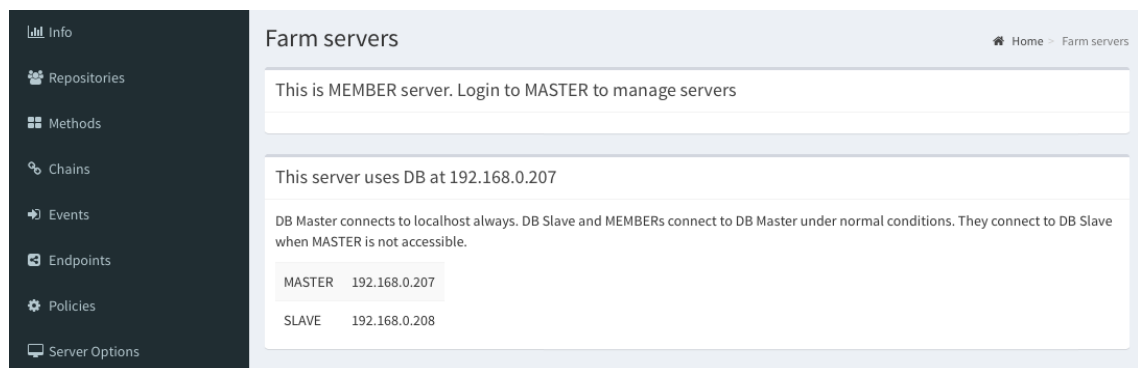 Info
Repositories
Methods
Chains
Events
Endpoints
Policies
Server Options
Farm servers
Home > Farm servers
This is MEMBER server. Login to MASTER to manage servers
This server uses DB at 192.168.0.207
DB Master connects to localhost always. DB Slave and MEMBERs connect to DB Master under normal conditions. They connect to DB Slave
when MASTER is not accessible.
MASTER 192.168.0.207
SLAVE 192.168.0.208